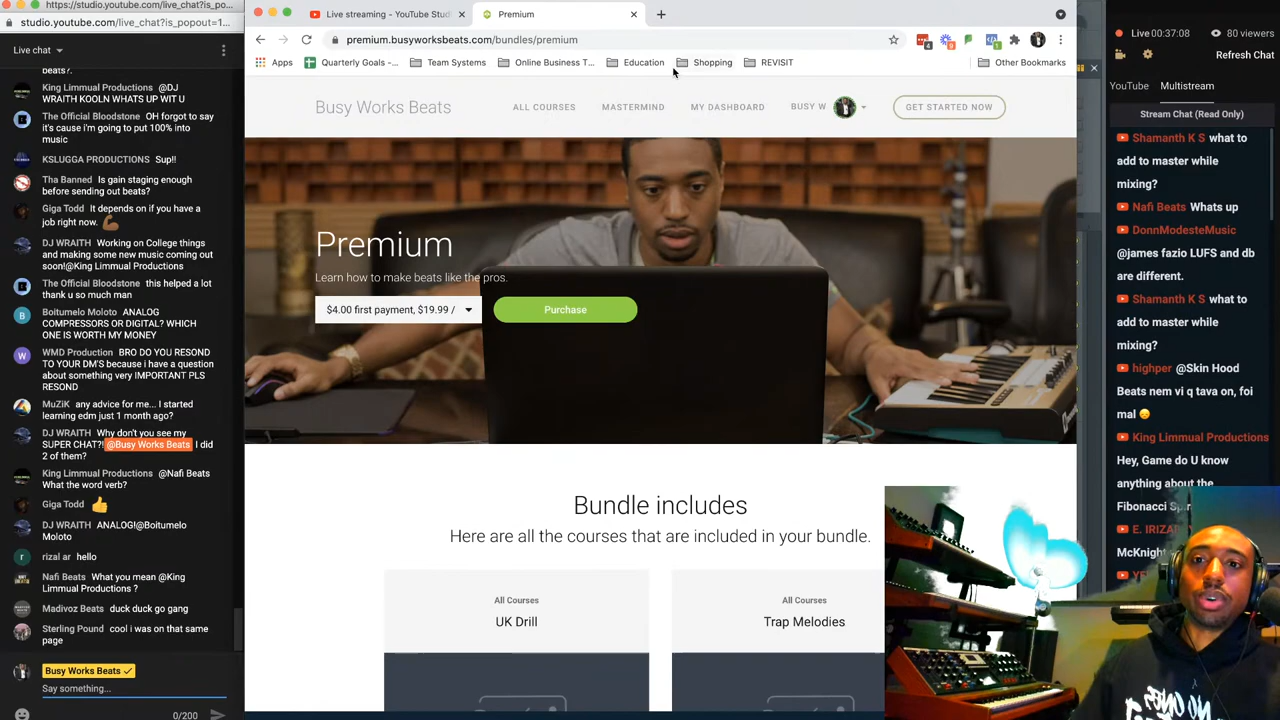 https://studio.youtube.com/live_chat?is_po...
studio.youtube.com/live_chat?is_popout=1...
Live chat
beats?.
King Limmual Productions @DJ
WRAITH KOOLN WHATS UP WIT U
The Official Bloodstone OH forgot to say
it's cause i'm going to put 100% into
music
KSLUGGA PRODUCTIONS Sup!!
Tha Banned Is gain staging enough
before sending out beats?
Giga Todd It depends on if you have a
job right now.
DJ WRAITH Working on College things
and making some new music coming out
soon!@King Limmual Productions
The Official Bloodstone this helped a lot
thank u so much man
Boitumelo Moloto ANALOG
COMPRESSORS OR DIGITAL? WHICH
ONE IS WORTH MY MONEY
WMD Production BRO DO YOU RESOND
TO YOUR DM'S because i have a question
about something very IMPORTANT PLS
RESOND
MuZiK any advice for me... I started
learning edm just 1 month ago?
DJ WRAITH Why don't you see my
SUPER CHAT?! @Busy Works Beats I did
2 of them?
King Limmual Productions @Nafi Beats
What the word verb?
Giga Todd
DJ WRAITH ANALOG!@Boitumelo
Moloto
rizal ar hello
Nafi Beats What you mean @King
Limmual Productions ?
Madivoz Beats duck duck go gang
Sterling Pound cool i was on that same
page
Busy Works Beats
Say something...
0/200
Live streaming - YouTube Stud
Premium
premium.busyworksbeats.com/bundles/premium
Apps
Quarterly Goals -...
Team Systems
Online Business T...
Education
Shopping
REVISIT
Other Bookmarks
Busy Works Beats
ALL COURSES
MASTERMIND
MY DASHBOARD
BUSY W
GET STARTED NOW
Premium
Learn how to make beats like the pros.
$4.00 first payment, $19.99 /
Purchase
Bundle includes
Here are all the courses that are included in your bundle.
All Courses
UK Drill
All Courses
Trap Melodies
Live 00:37:08
80 viewers
Refresh Chat
YouTube
Multistream
Stream Chat (Read Only)
Shamanth K S what to
add to master while
mixing?
Nafi Beats Whats up
DonnModesteMusic
@james fazio LUFS and db
are different.
Shamanth K S what to
add to master while
mixing?
highper @Skin Hood
Beats nem vi q tava on, foi
mal
King Limmual Productions
Hey, Game do U know
anything about the
Fibonacci
E. IRIZA
McKnigh
NO ONE